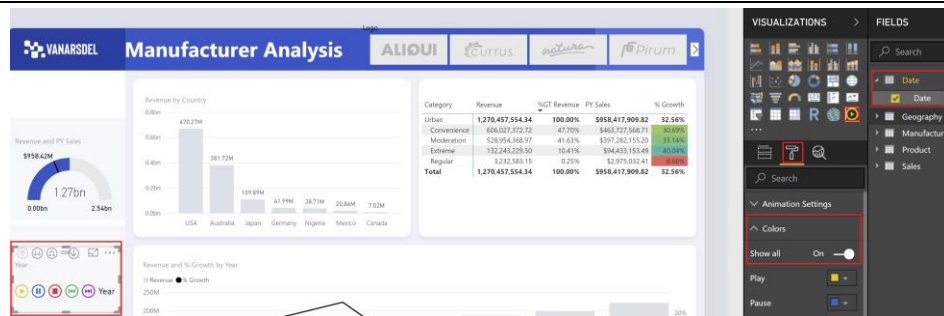 Logo
VANARSDEL
Manufacturer Analysis
ALIQUI
Currus
natura
Pirum
Revenue and PY Sales
$958.42M
1.27bn
0.00bn
2.54bn
Year
Year
Revenue by Country
0.6bn
0.4bn
0.2bn
0.0bn
470.27M
381.72M
109.89M
61.99M
38.71M
20.86M
7.02M
USA Australia Japan Germany Nigeria Mexico Canada
Category Revenue %GT Revenue PY Sales % Growth
Urban 1,270,457,554.34 100.00% $958,417,909.82 32.56%
Convenience 606,027,372.72 47.70% $463,727,568.71 30.69%
Moderation 528,954,368.97 41.63% $397,282,155.20 33.14%
Extreme 132,243,229.50 10.41% $94,433,153.49 40.04%
Regular 3,232,583.15 0.25% $2,975,032.41 8.66%
Total 1,270,457,554.34 100.00% $958,417,909.82 32.56%
Revenue and % Growth by Year
Revenue % Growth
250M
200M
20%
VISUALIZATIONS
R
...
Search
Animation Settings
Colors
Show all On
Play
Pause
FIELDS
Search
Date
Date
Geography
Manufactur
Product
Sales